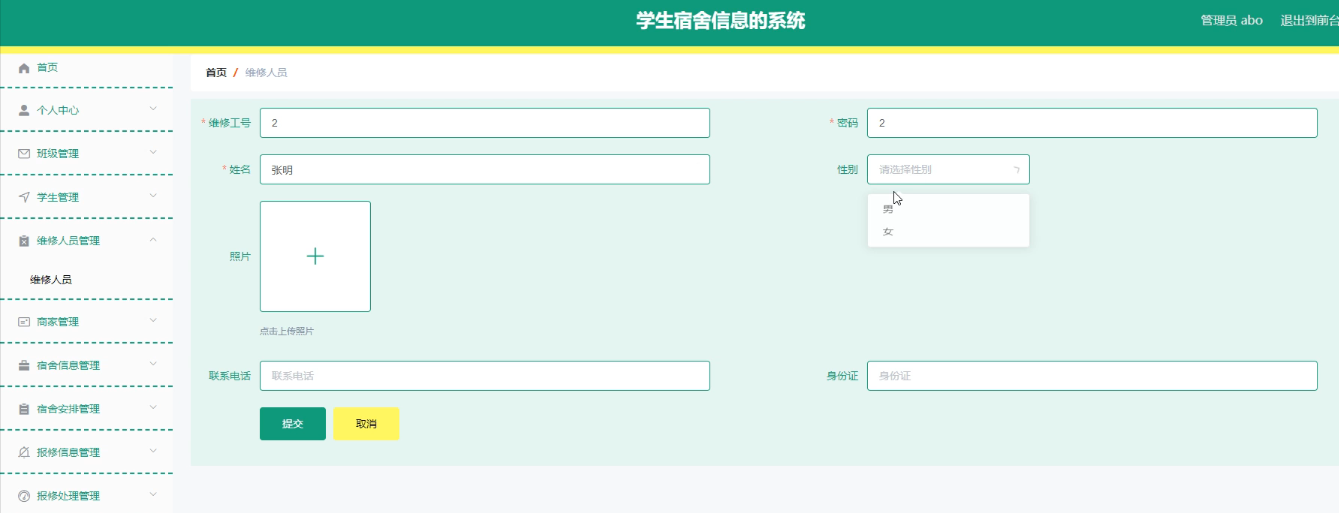 学生宿舍信息的系统
管理员 abo 退出到前台
首页
个人中心
班级管理
学生管理
维修人员管理
维修人员
商家管理
宿舍信息管理
宿舍安排管理
报修信息管理
报修处理管理
首页 / 维修人员
* 维修工号 2
* 密码 2
* 姓名 张明
性别 请选择性别
男
女
照片
点击上传照片
联系电话 联系电话
身份证 身份证
提交 取消